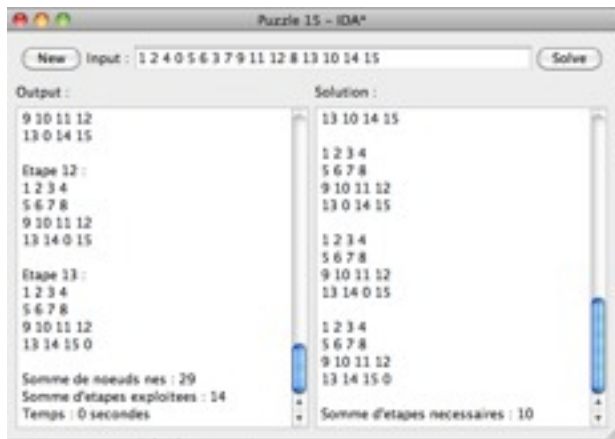 Puzzle 15 - IDA*
New Input : 1 2 4 0 5 6 3 7 9 11 12 8 13 10 14 15 Solve
Output :
9 10 11 12
13 0 14 15
Etape 12 :
1 2 3 4
5 6 7 8
9 10 11 12
13 14 0 15
Etape 13 :
1 2 3 4
5 6 7 8
9 10 11 12
13 14 15 0
Somme de noeuds nes : 29
Somme d'etapes exploitees : 14
Temps : 0 secondes
Solution :
13 10 14 15
1 2 3 4
5 6 7 8
9 10 11 12
13 0 14 15
1 2 3 4
5 6 7 8
9 10 11 12
13 14 0 15
1 2 3 4
5 6 7 8
9 10 11 12
13 14 15 0
Somme d'etapes necessaires : 10